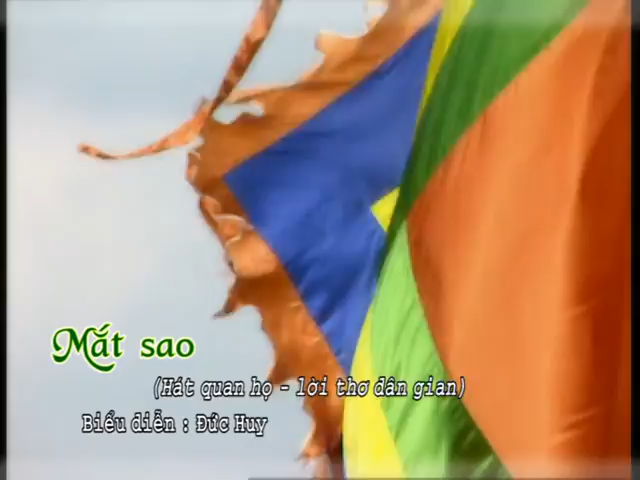 Mắt sao
(Hát quan họ - lời thơ dân gian)
Biểu diễn : Đức Huy